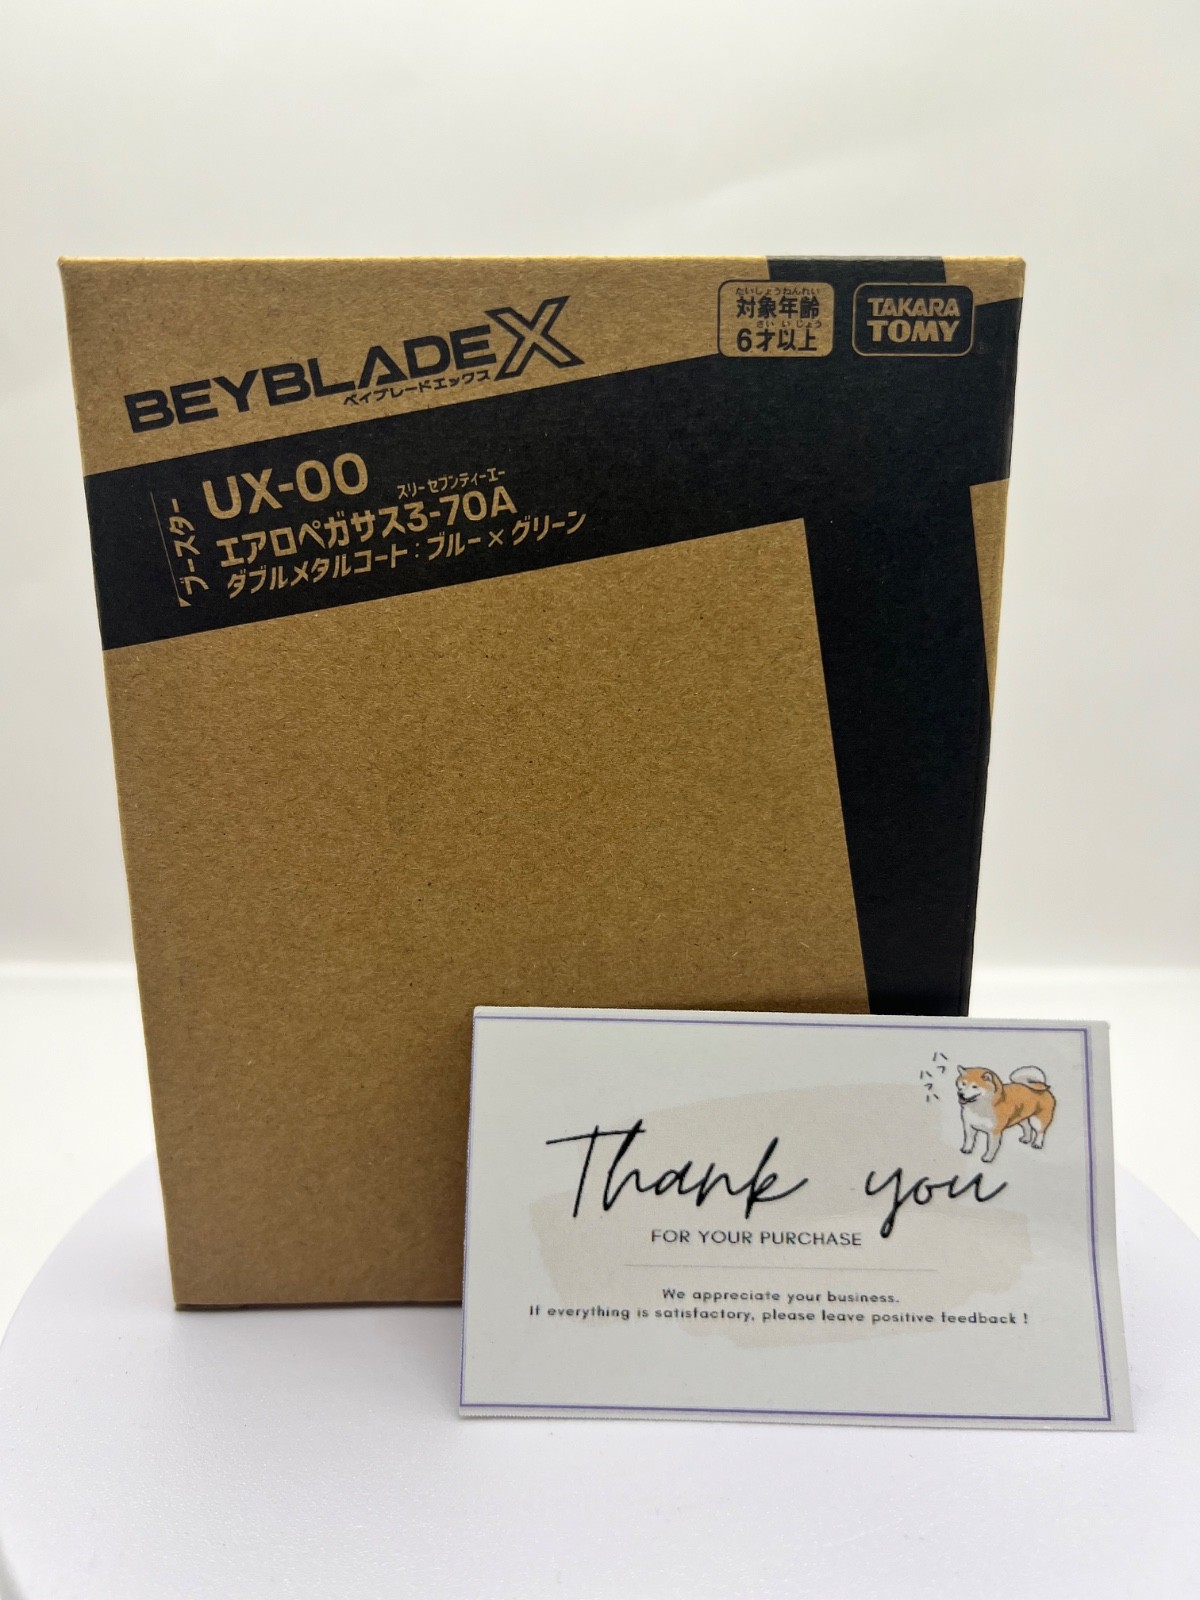 BEYBLADE X
ベイブレードエックス
たいしょうねんれい
対象年齢
さい いじょう
6才以上
TAKARA
TOMY
ブースター
UX-00
スリーセブンティーエー
エアロペガサス3-70A
ダブルメタルコート:ブルー×グリーン
ハフ
ハフハ
Thank you
FOR YOUR PURCHASE
We appreciate your business.
If everything is satisfactory, please leave positive feedback !